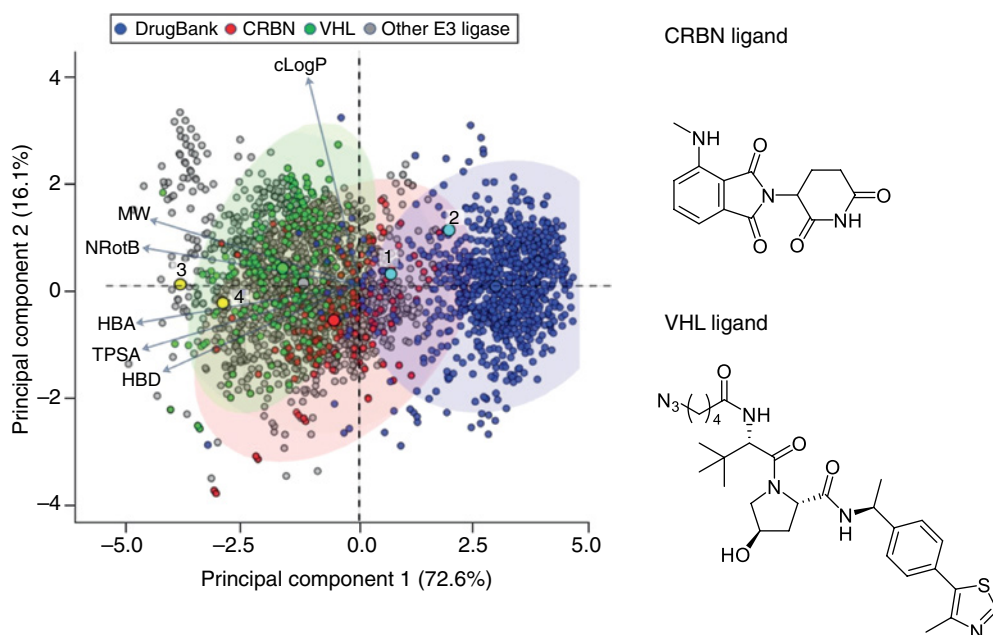 DrugBank CRBN VHL Other E3 ligase
cLogP
MW
NRotB
HBA
TPSA
HBD
1
2
3
4
4
2
0
–2
–4
Principal component 2 (16.1%)
–5.0 –2.5 0.0 2.5 5.0
Principal component 1 (72.6%)
CRBN ligand
NH
O
N
O
O
NH
O
VHL ligand
O
N3 4 NH
O
N
O
N
H
HO
S
N